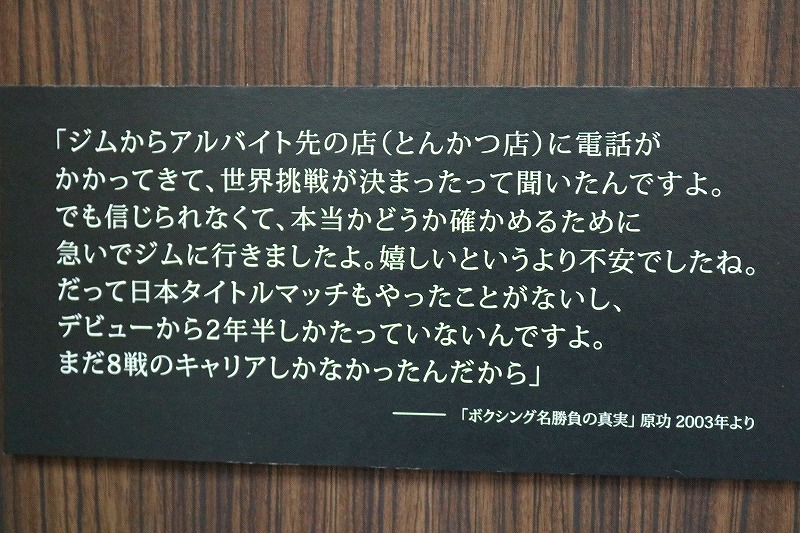 「ジムからアルバイト先の店(とんかつ店)に電話が
かかってきて、世界挑戦が決まったって聞いたんですよ。
でも信じられなくて、本当かどうか確かめるために
急いでジムに行きましたよ。嬉しいというより不安でしたね。
だって日本タイトルマッチもやったことがないし、
デビューから2年半しかたっていないんですよ。
まだ8戦のキャリアしかなかったんだから」
——「ボクシング名勝負の真実」原功 2003年より